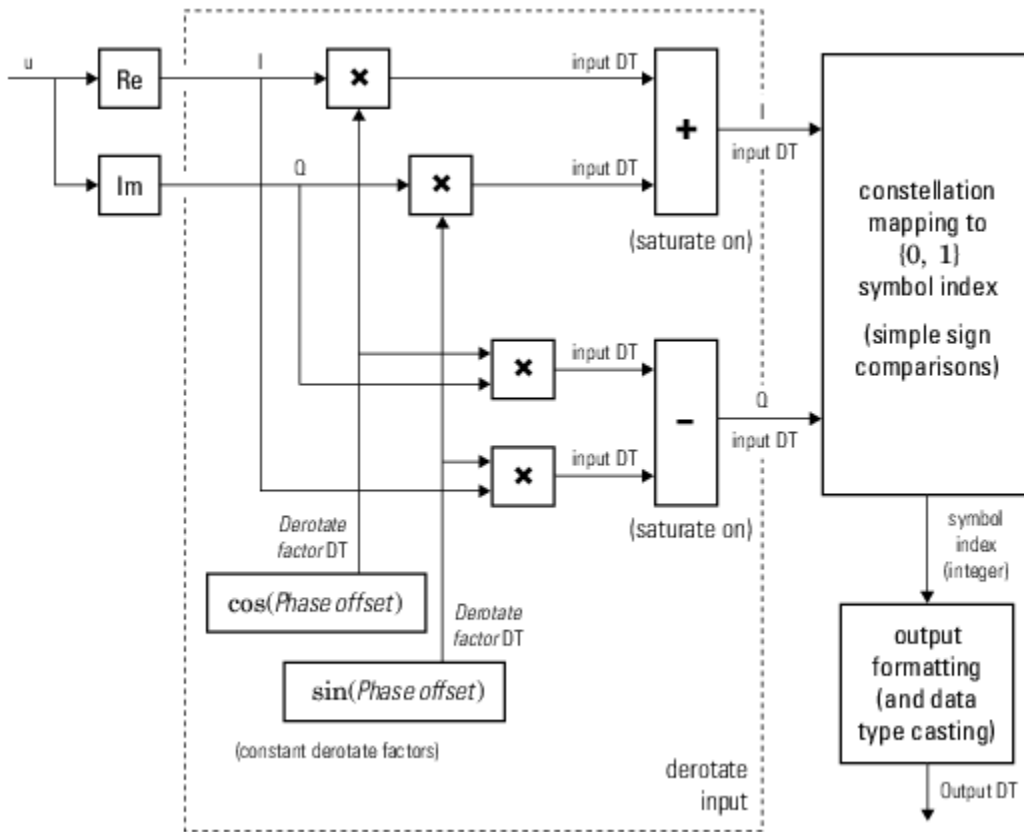 u
Re
I
×
input DT
+
I
input DT
Im
Q
×
input DT
(saturate on)
constellation
mapping to
{0, 1}
symbol index
(simple sign
comparisons)
×
input DT
−
Q
input DT
×
input DT
(saturate on)
Derotate
factor DT
cos(Phase offset)
Derotate
factor DT
sin(Phase offset)
(constant derotate factors)
derotate
input
symbol
index
(integer)
output
formatting
(and data
type casting)
Output DT